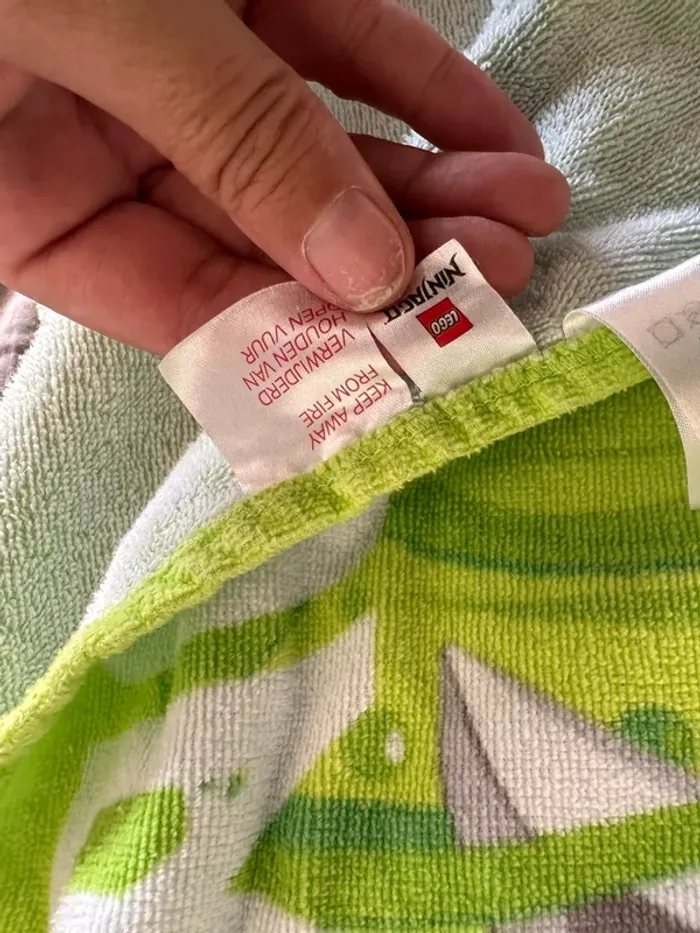 NINJAGO
LEGO
KEEP AWAY
FROM FIRE
VERWIJDERD
HOUDEN VAN
OPEN VUUR